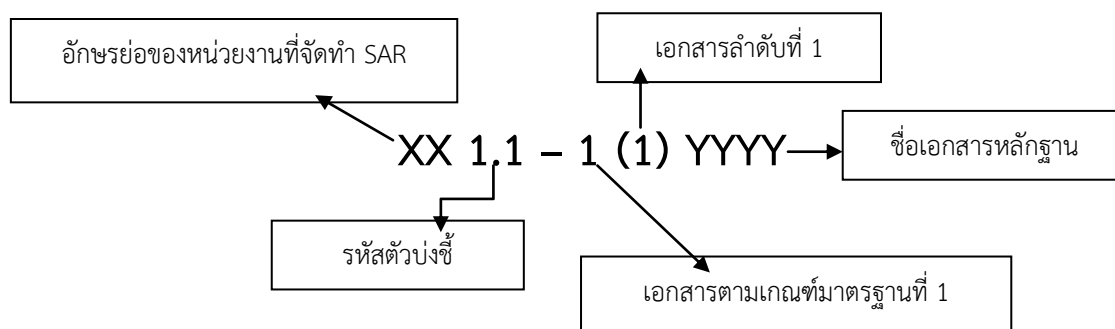 อักษรย่อของหน่วยงานที่จัดทำ SAR
เอกสารลำดับที่ 1
XX 1.1 – 1 (1) YYYY
ชื่อเอกสารหลักฐาน
รหัสตัวบ่งชี้
เอกสารตามเกณฑ์มาตรฐานที่ 1